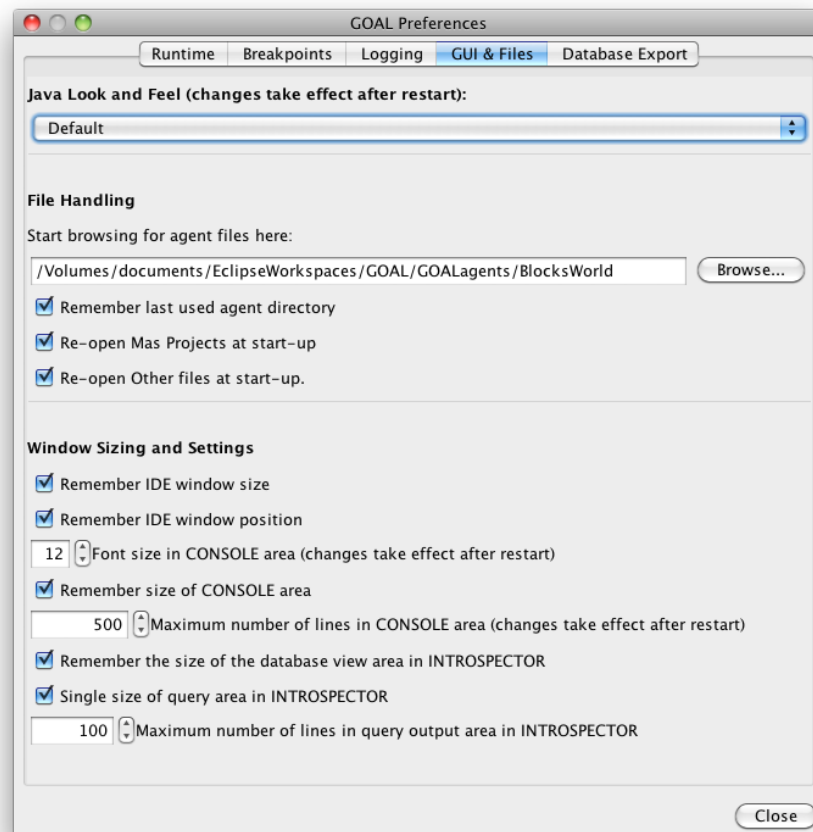 GOAL Preferences
Runtime Breakpoints Logging GUI & Files Database Export
Java Look and Feel (changes take effect after restart):
Default
File Handling
Start browsing for agent files here:
/Volumes/documents/EclipseWorkspaces/GOAL/GOALagents/BlocksWorld Browse...
Remember last used agent directory
Re-open Mas Projects at start-up
Re-open Other files at start-up.
Window Sizing and Settings
Remember IDE window size
Remember IDE window position
12 Font size in CONSOLE area (changes take effect after restart)
Remember size of CONSOLE area
500 Maximum number of lines in CONSOLE area (changes take effect after restart)
Remember the size of the database view area in INTROSPECTOR
Single size of query area in INTROSPECTOR
100 Maximum number of lines in query output area in INTROSPECTOR
Close